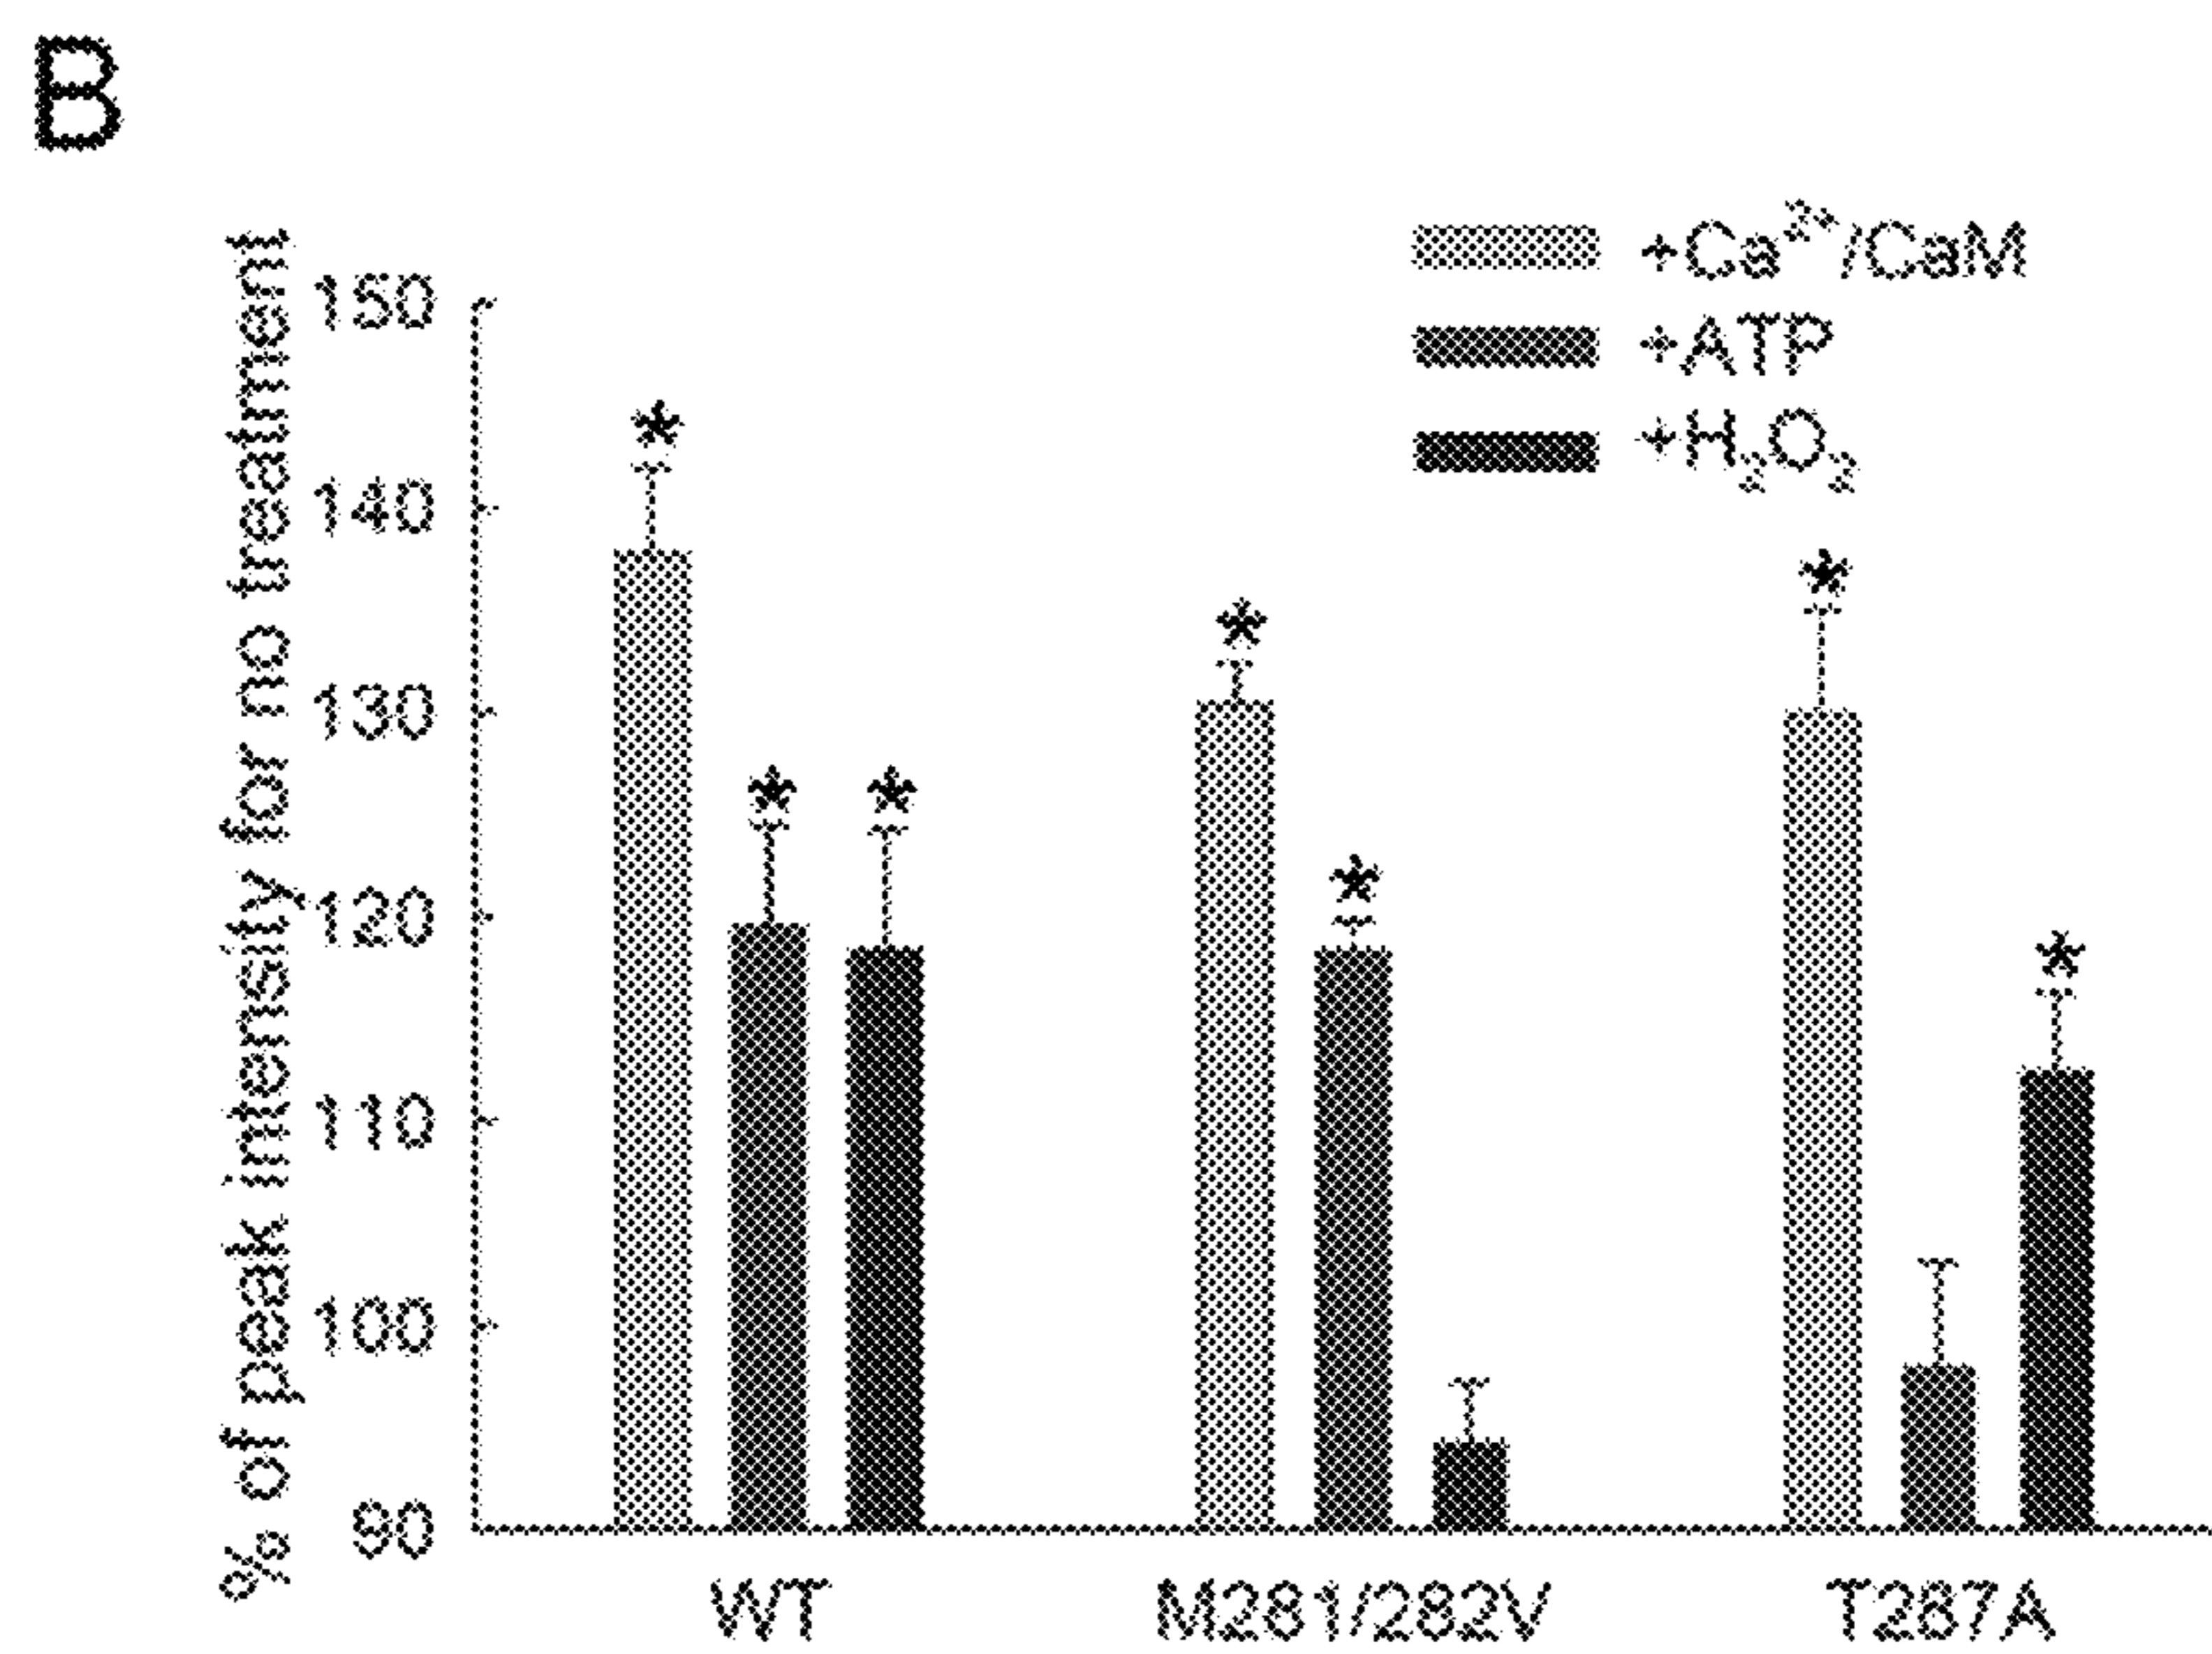 B
% of peak intensity for no treatment
+Ca²⁺/CaM
+ATP
+H₂O₂
150
140
130
120
110
100
90
*
* *
*
*
*
*
WT M281/282V T287A